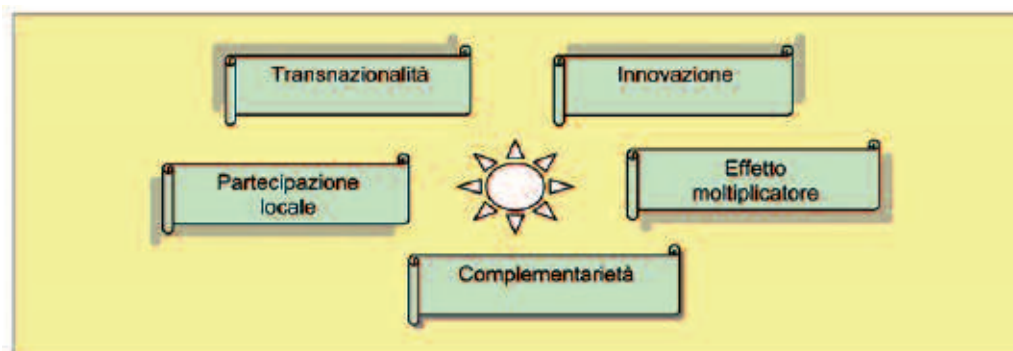 Transnazionalità
Innovazione
Partecipazione
locale
Effetto
moltiplicatore
Complementarietà